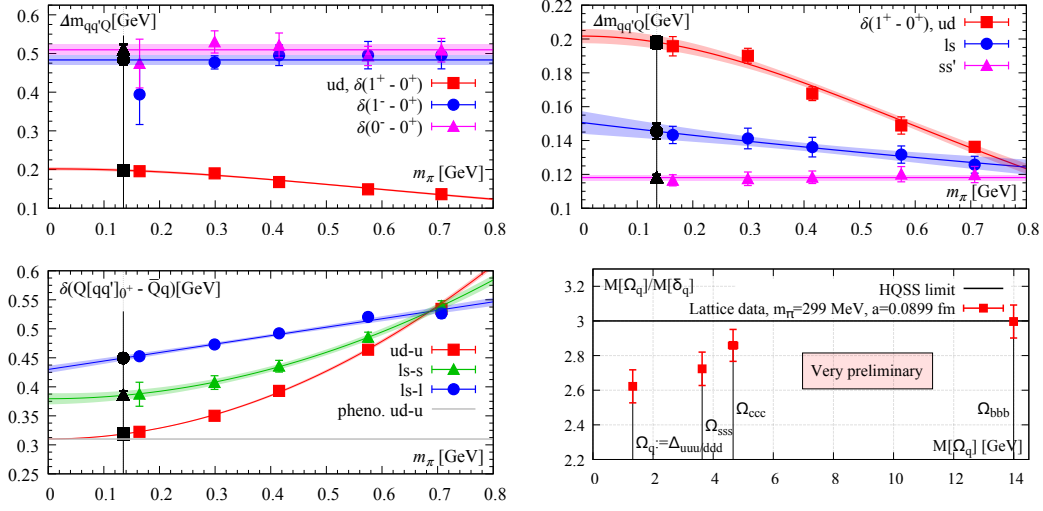 Δm_qq'Q [GeV]
0.6
0.5
0.4
0.3
0.2
0.1
ud, δ(1⁺ - 0⁺)
δ(1⁻ - 0⁺)
δ(0⁻ - 0⁺)
m_π [GeV]
0 0.1 0.2 0.3 0.4 0.5 0.6 0.7 0.8
Δm_qq'Q [GeV]
0.22
0.2
0.18
0.16
0.14
0.12
0.1
δ(1⁺ - 0⁺), ud
ls
ss'
m_π [GeV]
0 0.1 0.2 0.3 0.4 0.5 0.6 0.7 0.8
δ(Q[qq']_0⁺ - Q̅q) [GeV]
0.6
0.55
0.5
0.45
0.4
0.35
0.3
0.25
ud-u
ls-s
ls-l
pheno. ud-u
m_π [GeV]
0 0.1 0.2 0.3 0.4 0.5 0.6 0.7 0.8
M[Ω_q]/M[δ_q]
3.2
3
2.8
2.6
2.4
2.2
HQSS limit
Lattice data, m_π=299 MeV, a=0.0899 fm
Very preliminary
Ω_q:=Δ_uuu/ddd
Ω_sss
Ω_ccc
Ω_bbb
M[Ω_q] [GeV]
0 2 4 6 8 10 12 14